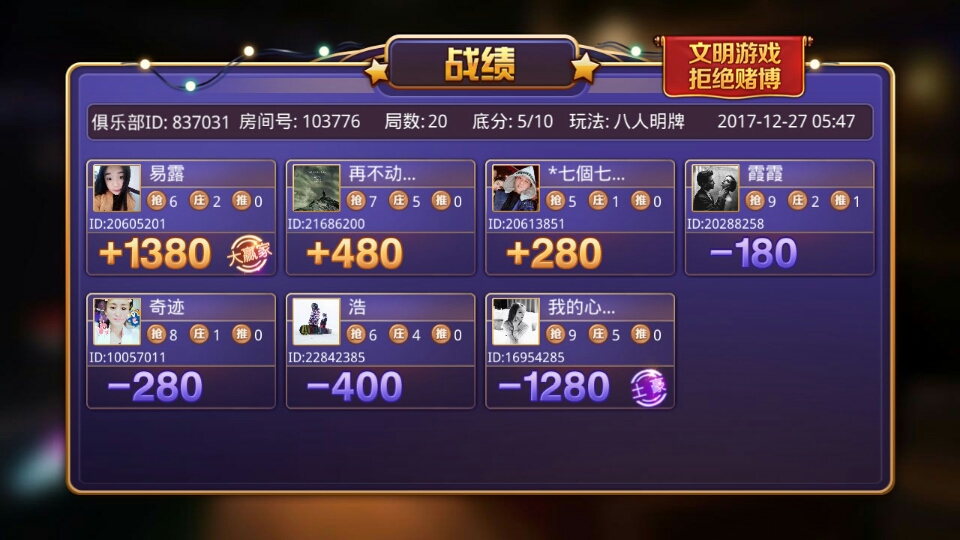 战绩
文明游戏
拒绝赌博
俱乐部ID: 837031 房间号: 103776 局数: 20 底分: 5/10 玩法: 八人明牌 2017-12-27 05:47
易露
抢 6 庄 2 推 0
ID:20605201
+1380 大赢家
再不动...
抢 7 庄 5 推 0
ID:21686200
+480
*七個七...
抢 5 庄 1 推 0
ID:20613851
+280
霞霞
抢 9 庄 2 推 1
ID:20288258
-180
奇迹
抢 8 庄 1 推 0
ID:10057011
-280
浩
抢 6 庄 4 推 0
ID:22842385
-400
我的心...
抢 9 庄 5 推 0
ID:16954285
-1280 土豪